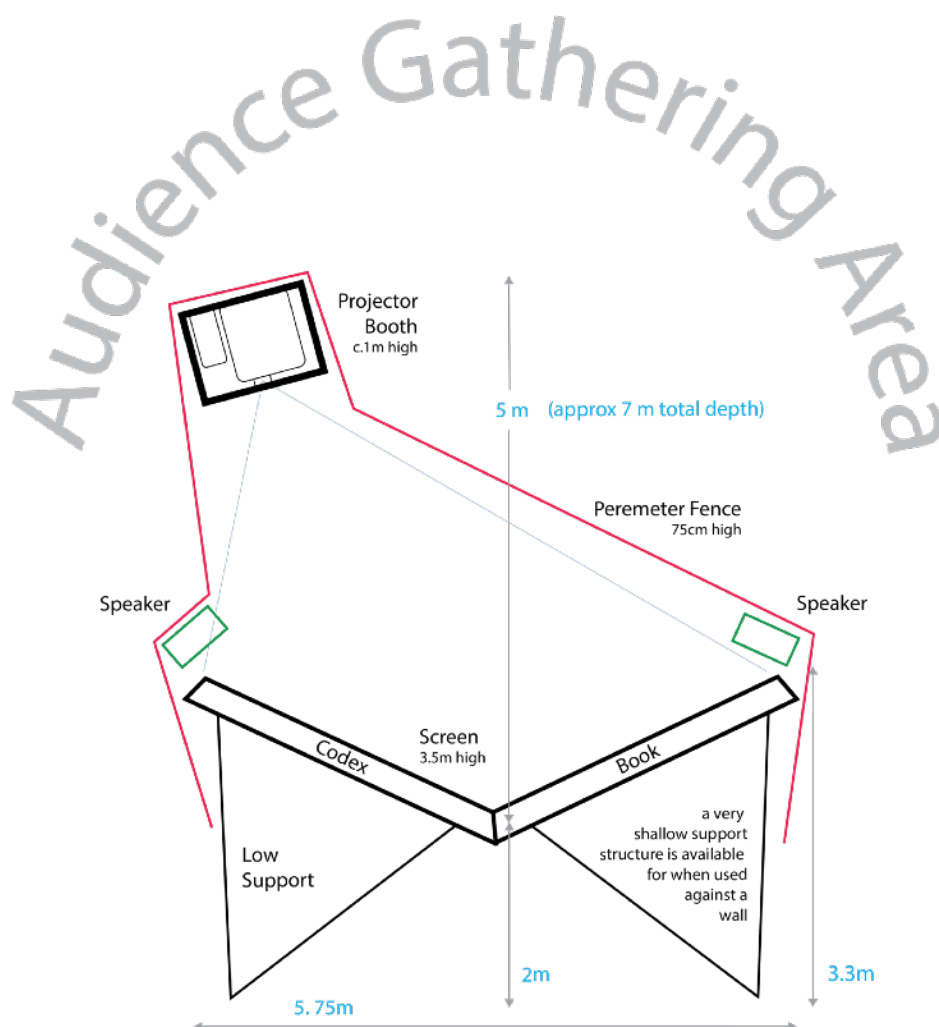 Audience Gathering Area
Projector
Booth
c.1m high
5 m (approx 7 m total depth)
Peremeter Fence
75cm high
Speaker
Speaker
Screen
3.5m high
Codex
Book
a very
shallow support
structure is available
for when used
against a
wall
Low
Support
2m
3.3m
5.75m